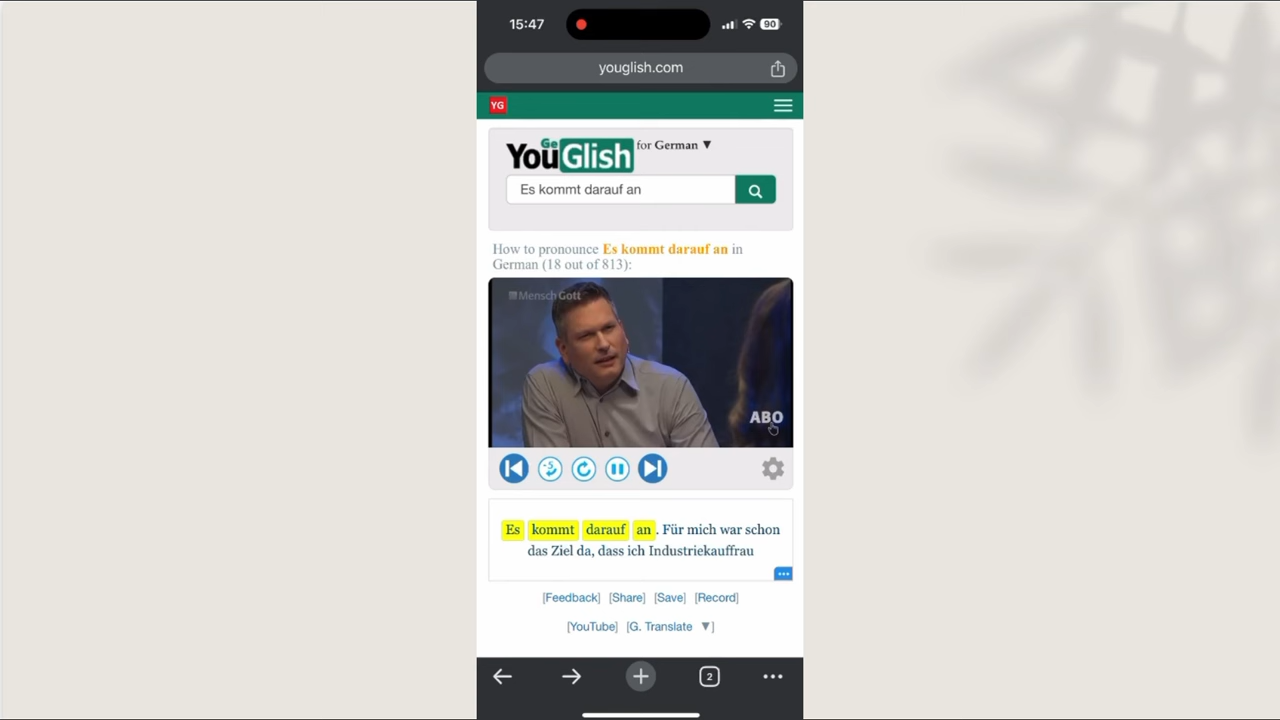 15:47
90
youglish.com
YG
Ge
YouGlish for German ▼
Es kommt darauf an
How to pronounce Es kommt darauf an in
German (18 out of 813):
MenschGott
ABO
5
Es kommt darauf an. Für mich war schon
das Ziel da, dass ich Industriekauffrau
[Feedback] [Share] [Save] [Record]
[YouTube] [G. Translate ▼]
2